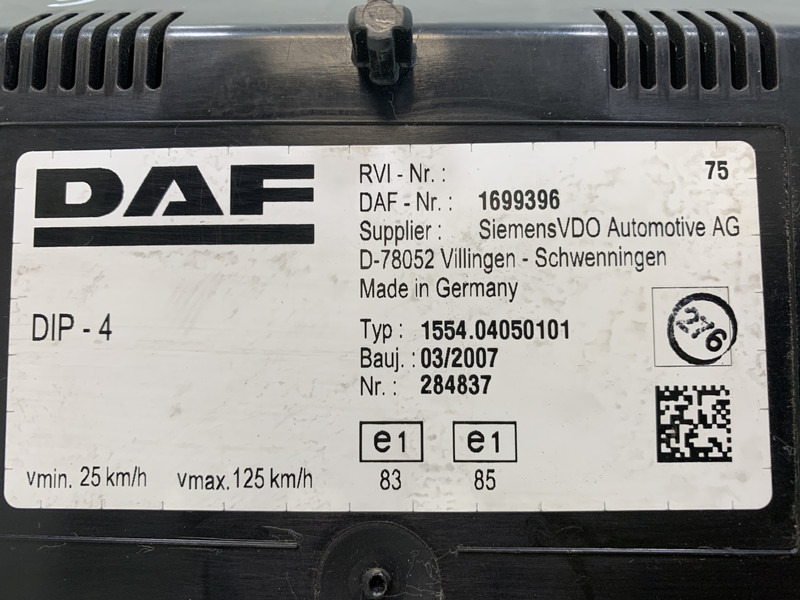 DAF
DIP - 4
vmin. 25 km/h vmax. 125 km/h
RVI - Nr. : 75
DAF - Nr. : 1699396
Supplier : SiemensVDO Automotive AG
D-78052 Villingen - Schwenningen
Made in Germany
Typ : 1554.04050101
Bauj. : 03/2007
Nr. : 284837
276
e1 e1
83 85